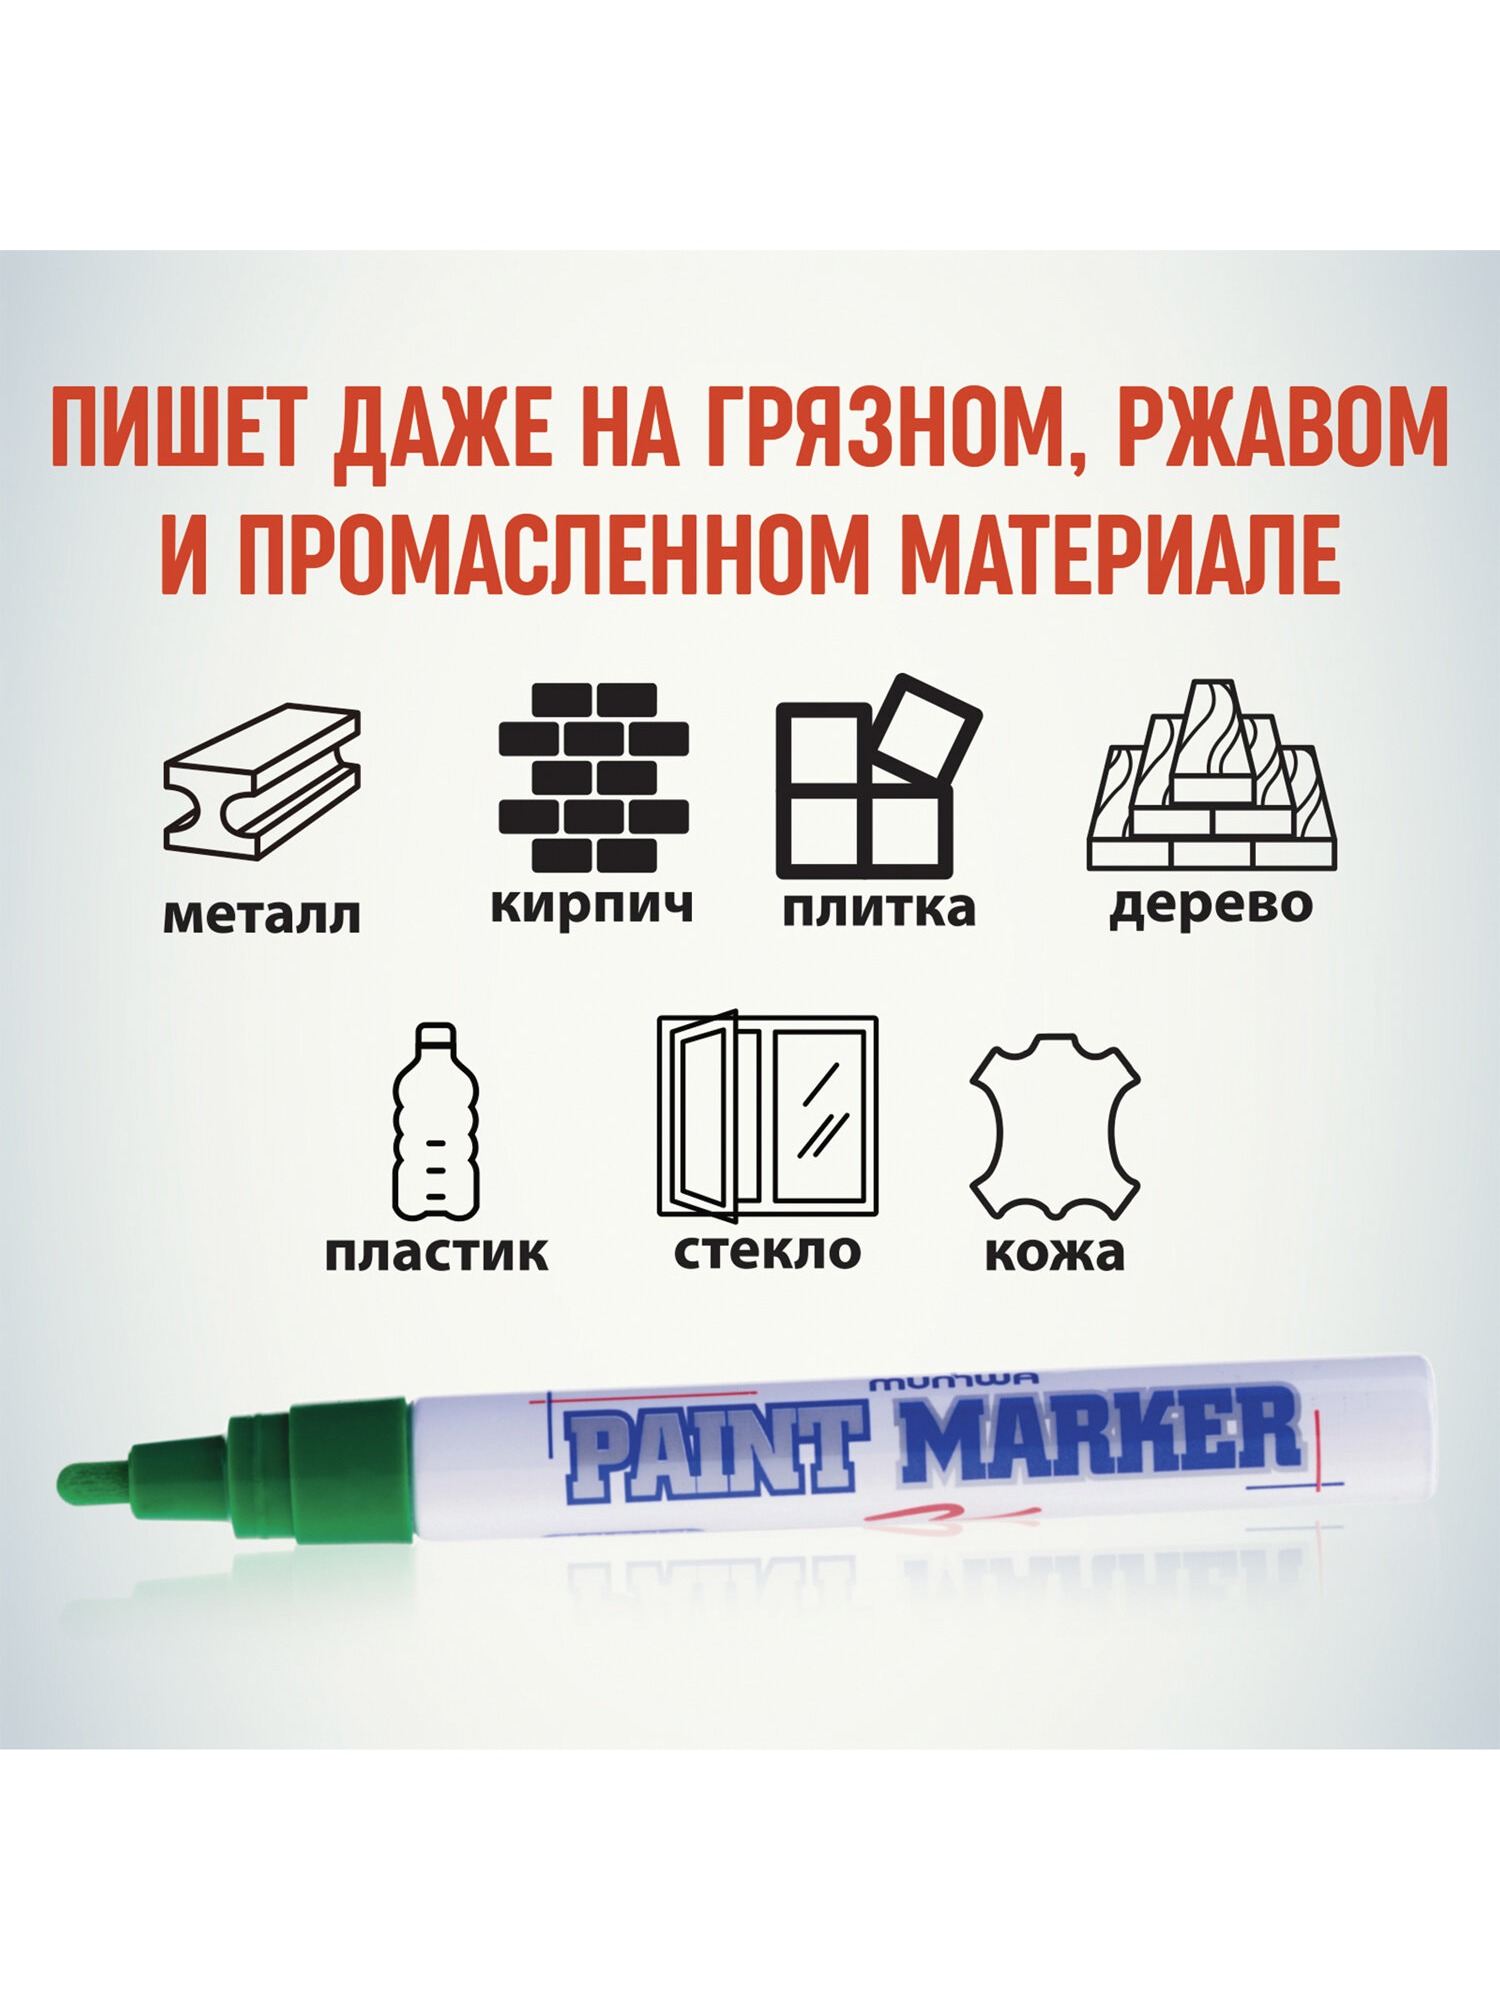 ПИШЕТ ДАЖЕ НА ГРЯЗНОМ, РЖАВОМ
И ПРОМАСЛЕННОМ МАТЕРИАЛЕ
металл кирпич плитка дерево
пластик стекло кожа
MUNHWA
PAINT MARKER